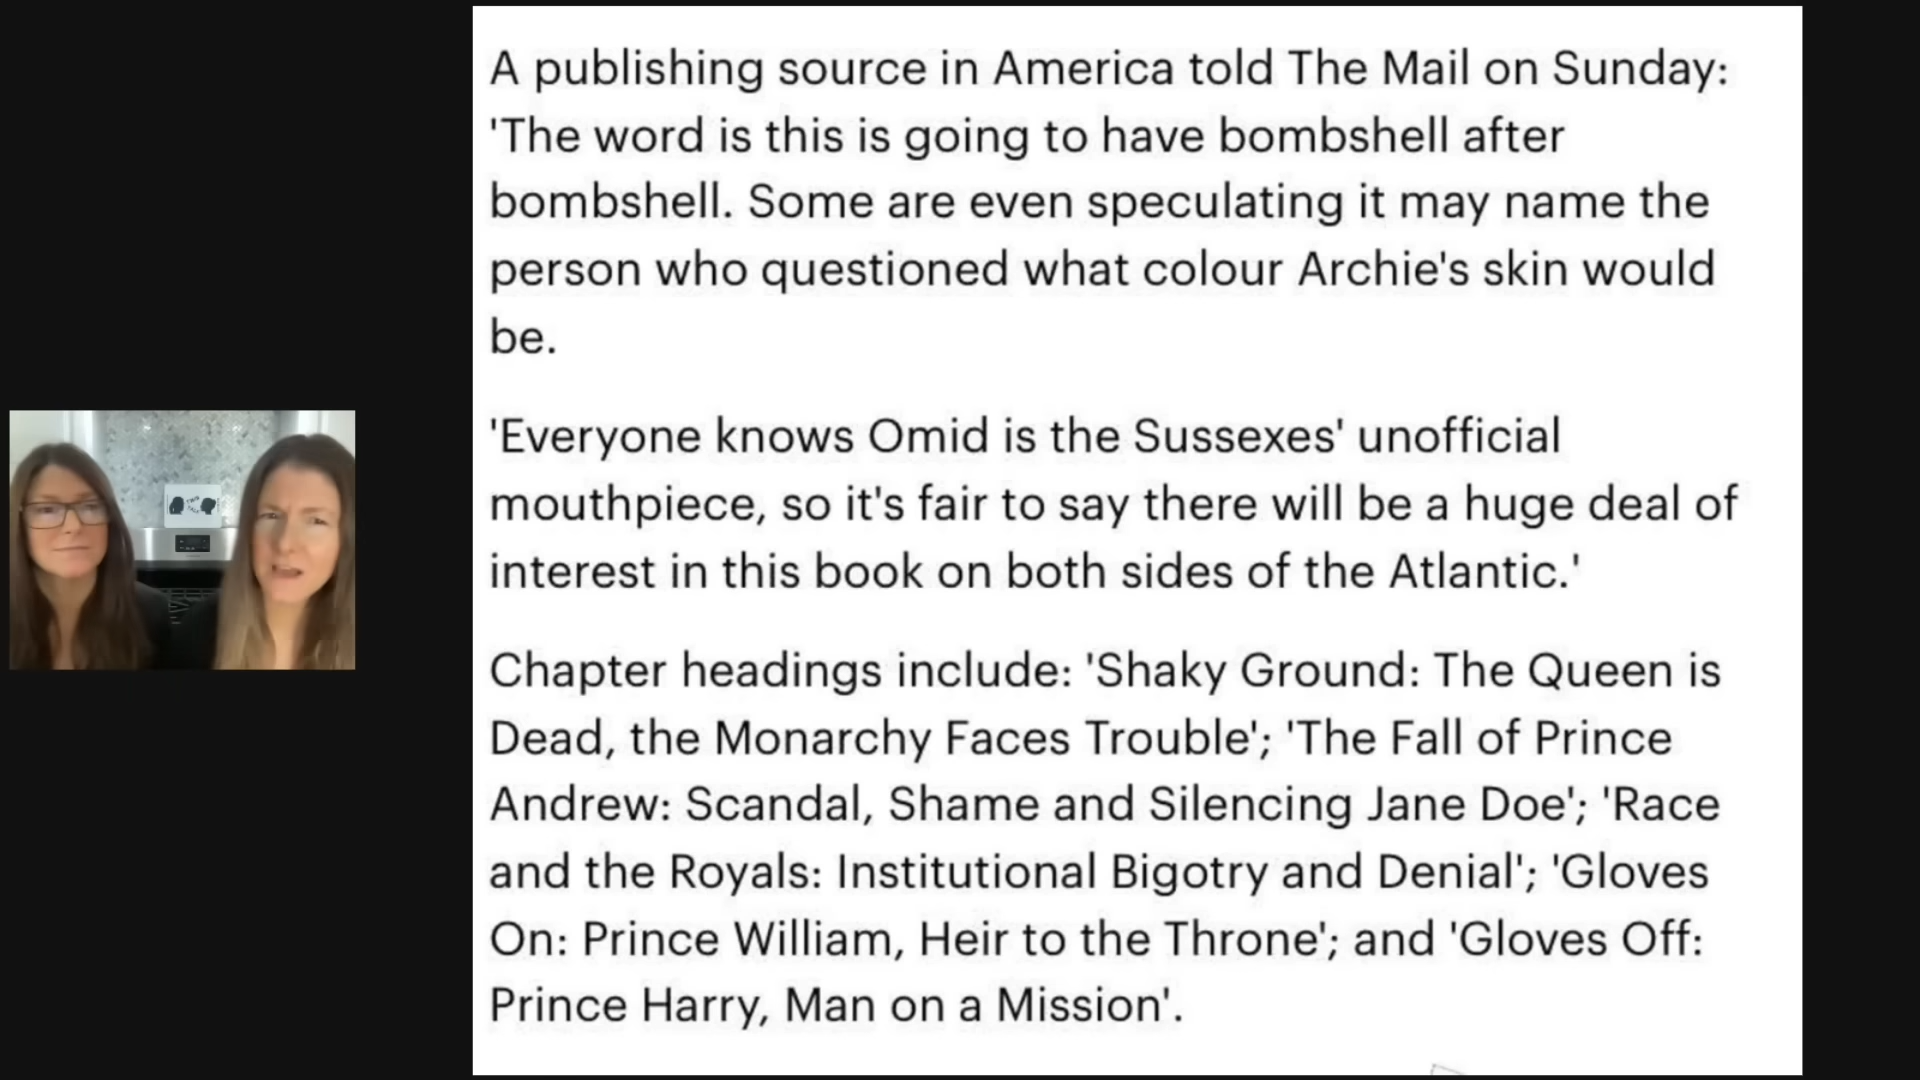 A publishing source in America told The Mail on Sunday:
'The word is this is going to have bombshell after
bombshell. Some are even speculating it may name the
person who questioned what colour Archie's skin would
be.
'Everyone knows Omid is the Sussexes' unofficial
mouthpiece, so it's fair to say there will be a huge deal of
interest in this book on both sides of the Atlantic.'
Chapter headings include: 'Shaky Ground: The Queen is
Dead, the Monarchy Faces Trouble'; 'The Fall of Prince
Andrew: Scandal, Shame and Silencing Jane Doe'; 'Race
and the Royals: Institutional Bigotry and Denial'; 'Gloves
On: Prince William, Heir to the Throne'; and 'Gloves Off:
Prince Harry, Man on a Mission'.